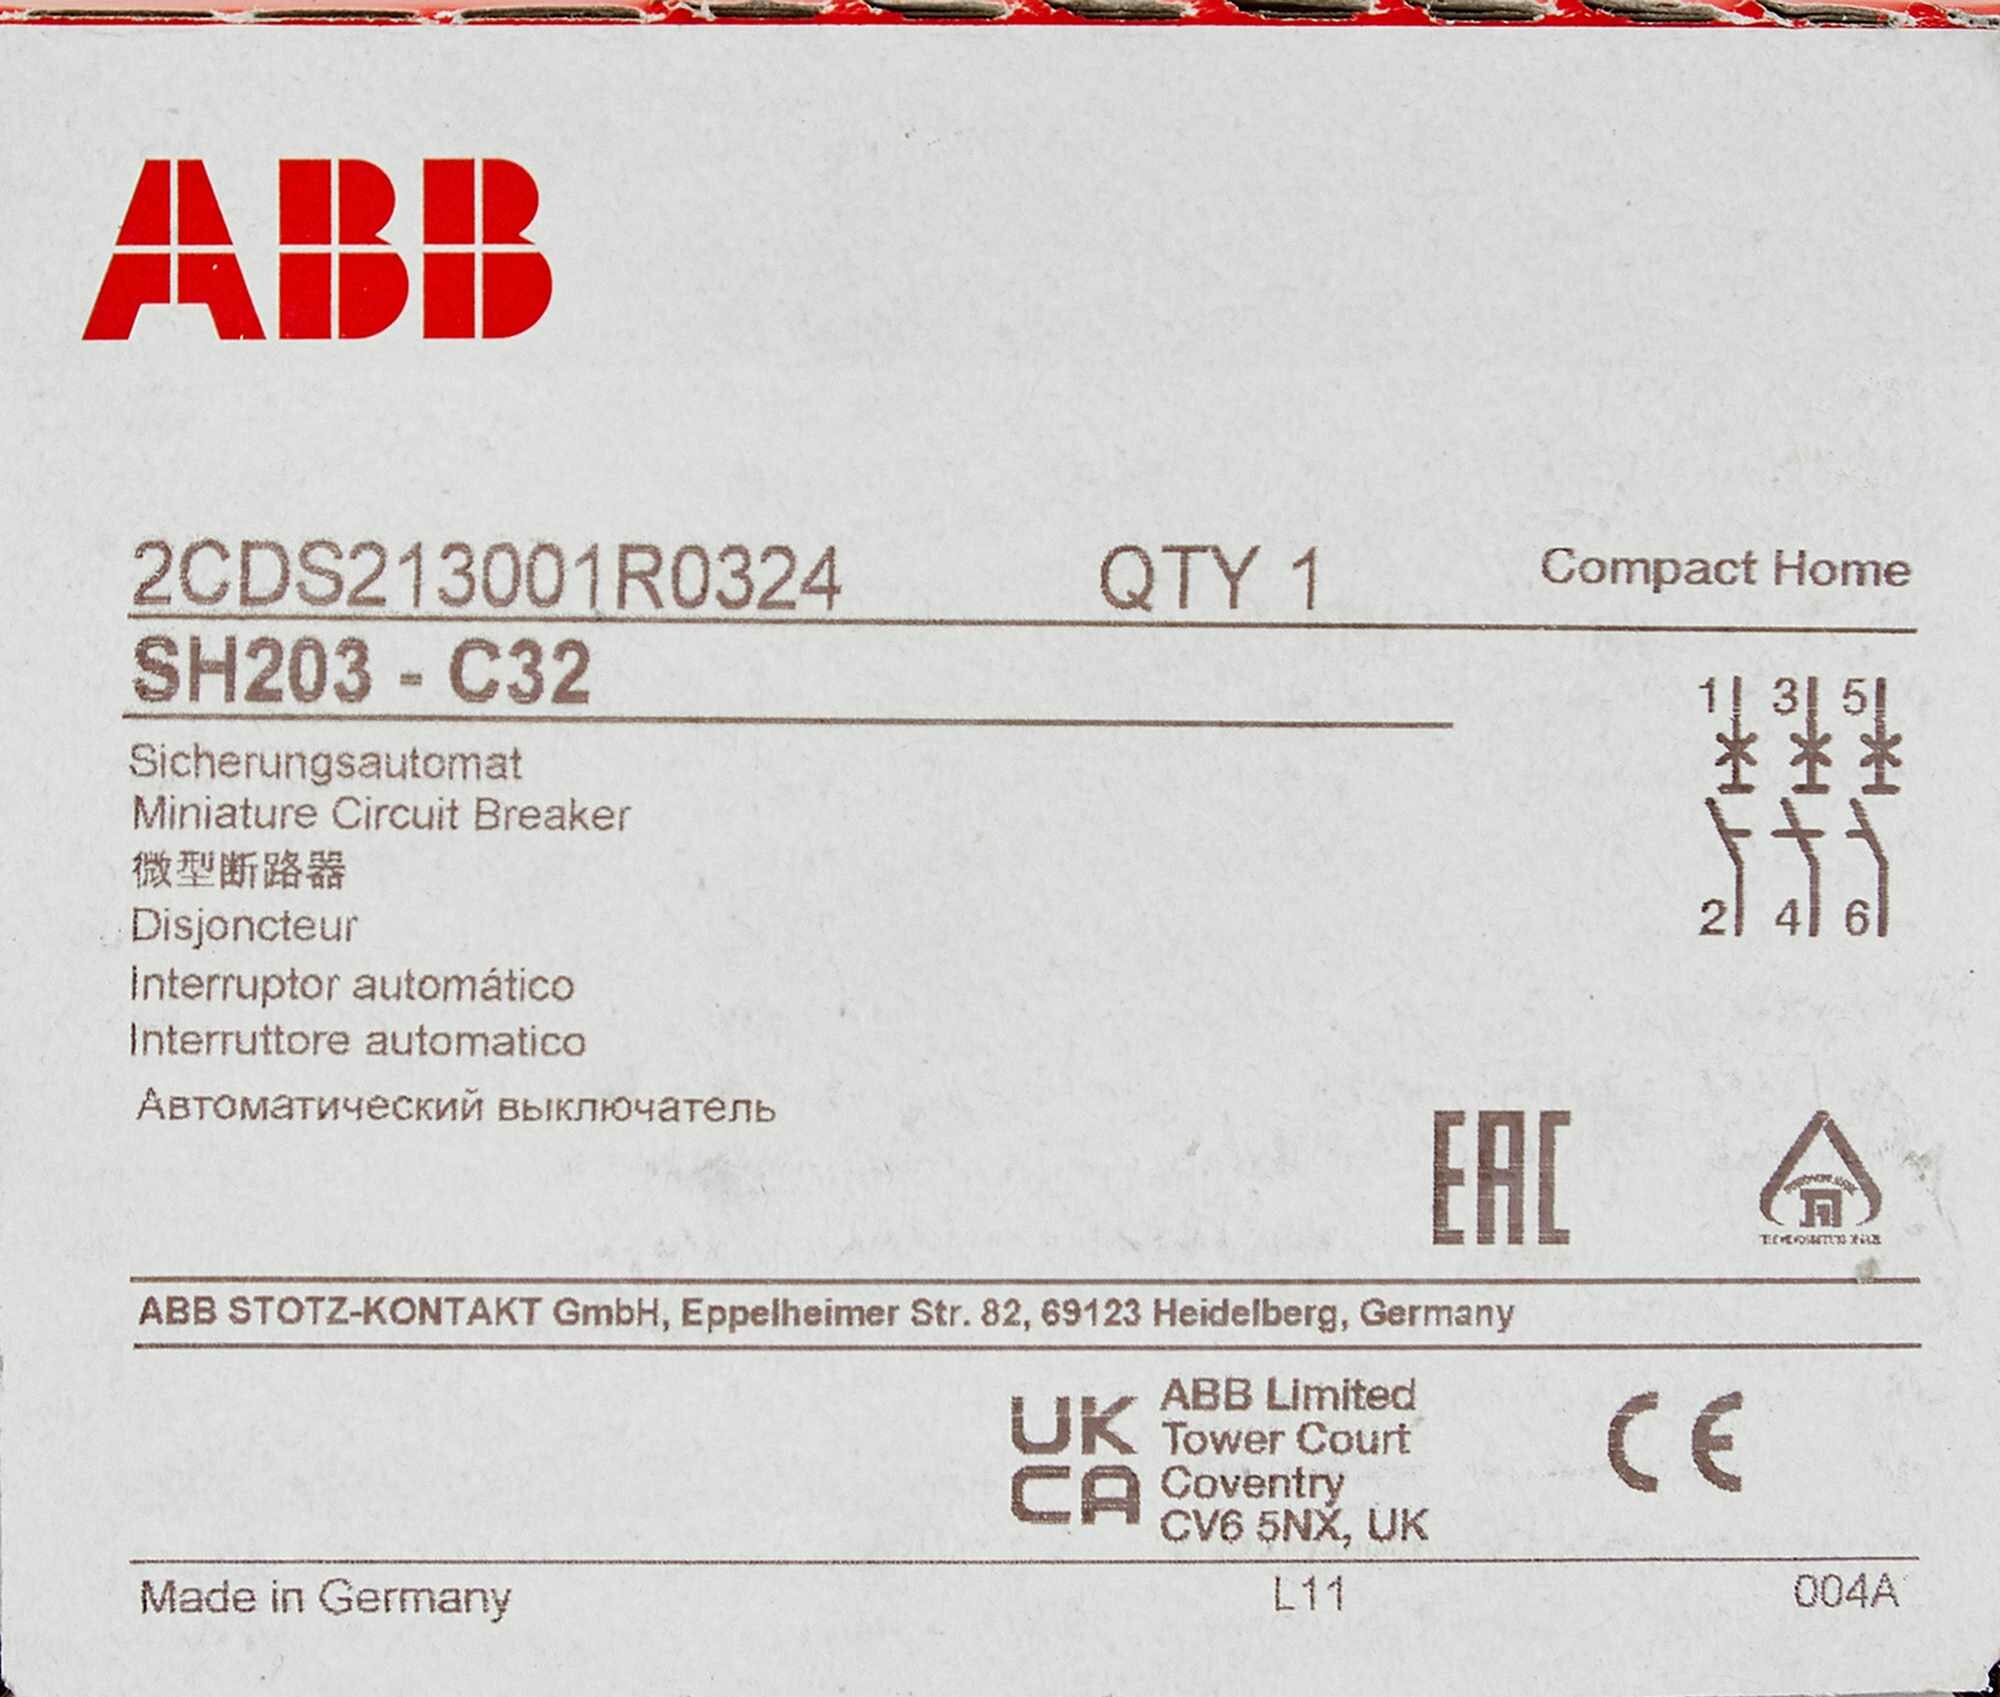 ABB
2CDS213001R0324 QTY 1 Compact Home
SH203 - C32
1 3 5
2 4 6
Sicherungsautomat
Miniature Circuit Breaker
微型断路器
Disjoncteur
Interruptor automático
Interruttore automatico
Автоматический выключатель
EAC
ABB STOTZ-KONTAKT GmbH, Eppelheimer Str. 82, 69123 Heidelberg, Germany
UK
CA
ABB Limited
Tower Court
Coventry
CV6 5NX, UK
CE
Made in Germany L11 004A